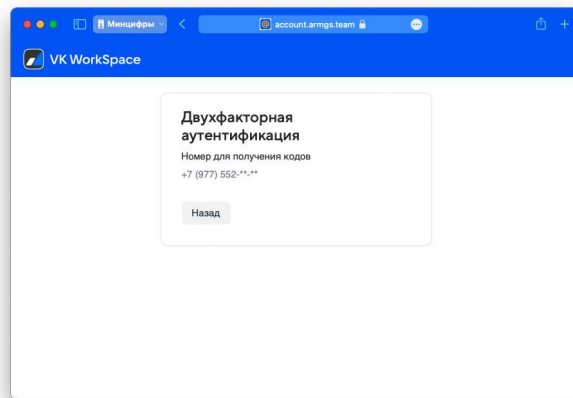 Минцифры
account.armgs.team
VK WorkSpace
Двухфакторная
аутентификация
Номер для получения кодов
+7 (977) 552-**-**
Назад